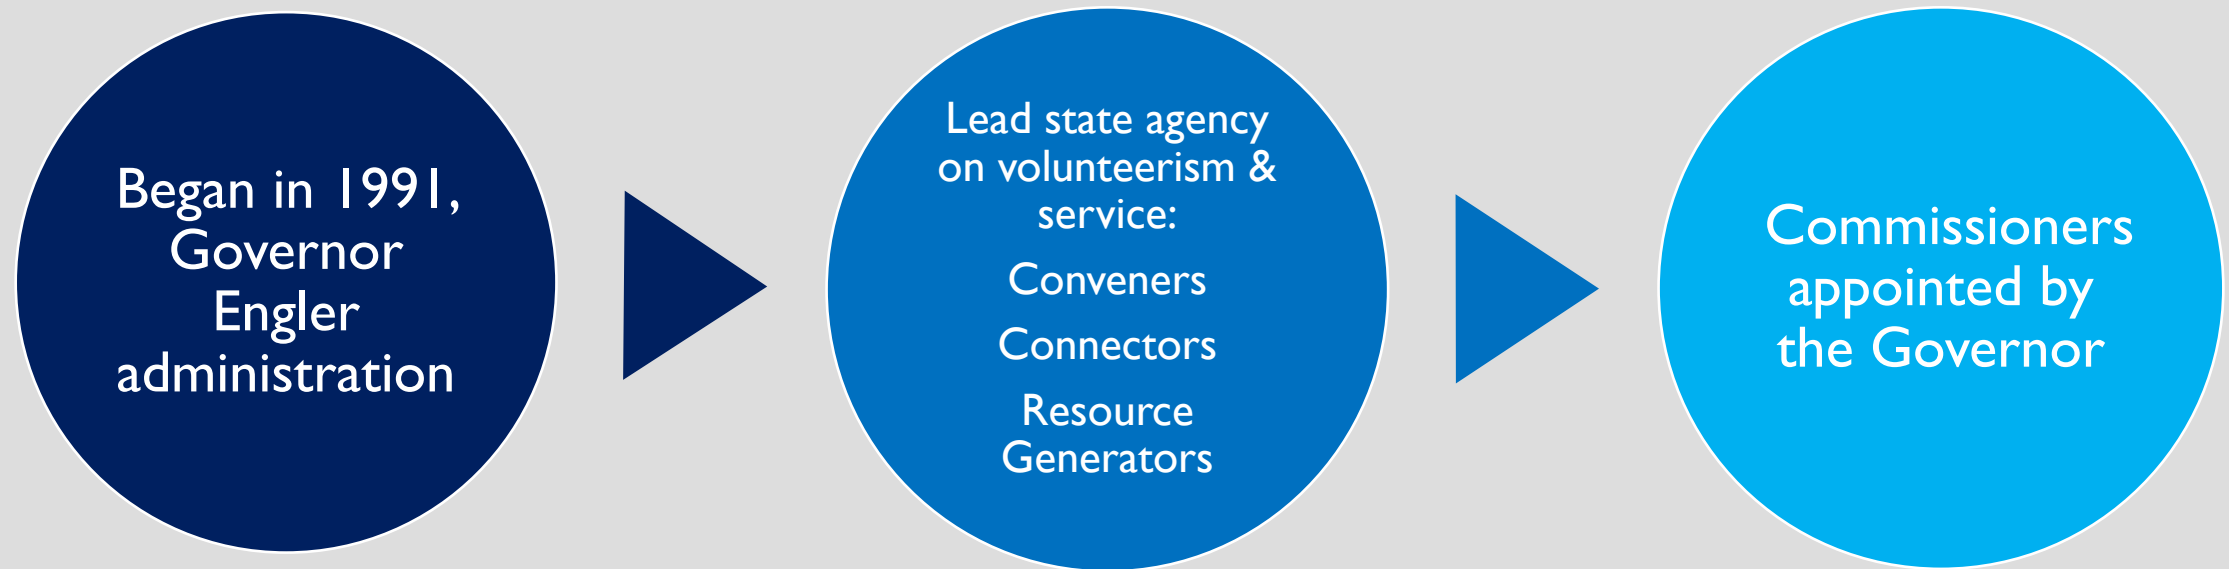 Began in 1991,
Governor
Engler
administration
Lead state agency
on volunteerism &
service:
Conveners
Connectors
Resource
Generators
Commissioners
appointed by
the Governor